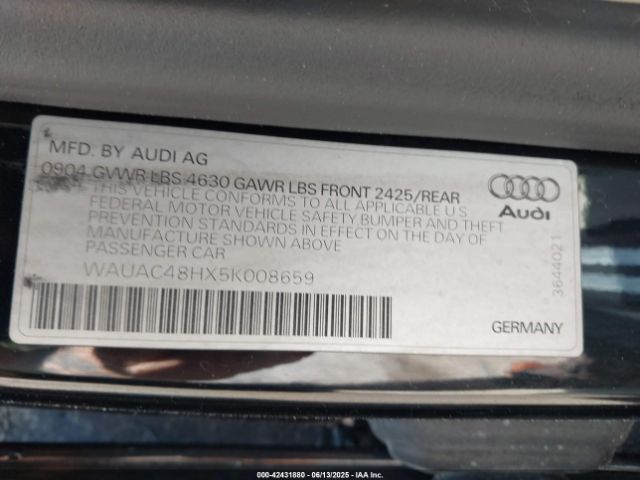 MFD. BY AUDI AG
0904 GVWR LBS 4630 GAWR LBS FRONT 2425/REAR
THIS VEHICLE CONFORMS TO ALL APPLICABLE U S
FEDERAL MOTOR VEHICLE SAFETY BUMPER AND THEFT
PREVENTION STANDARDS IN EFFECT ON THE DAY OF
MANUFACTURE SHOWN ABOVE
PASSENGER CAR
WAUAC48HX5K008659
Audi
3644021
GERMANY
000-42431880 - 06/13/2025 - IAA Inc.